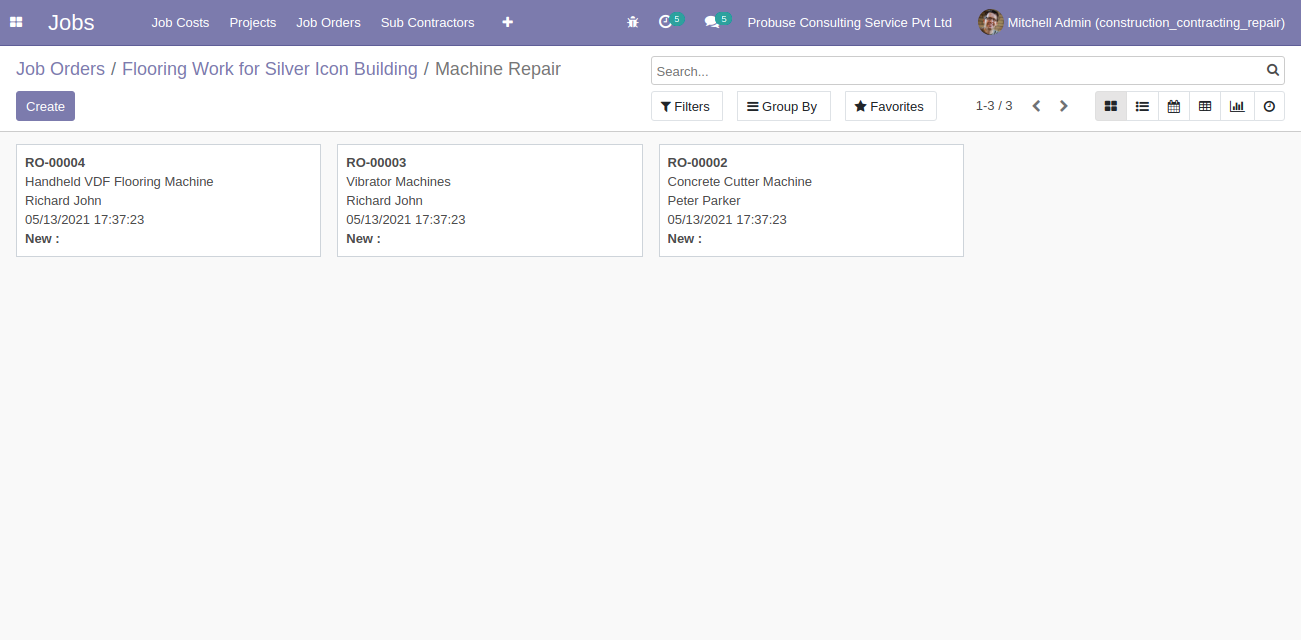 Jobs Job Costs Projects Job Orders Sub Contractors 5 5 Probuse Consulting Service Pvt Ltd Mitchell Admin (construction_contracting_repair)
Job Orders / Flooring Work for Silver Icon Building / Machine Repair
Search...
Create
Filters Group By Favorites 1-3 / 3
RO-00004
Handheld VDF Flooring Machine
Richard John
05/13/2021 17:37:23
New :
RO-00003
Vibrator Machines
Richard John
05/13/2021 17:37:23
New :
RO-00002
Concrete Cutter Machine
Peter Parker
05/13/2021 17:37:23
New :